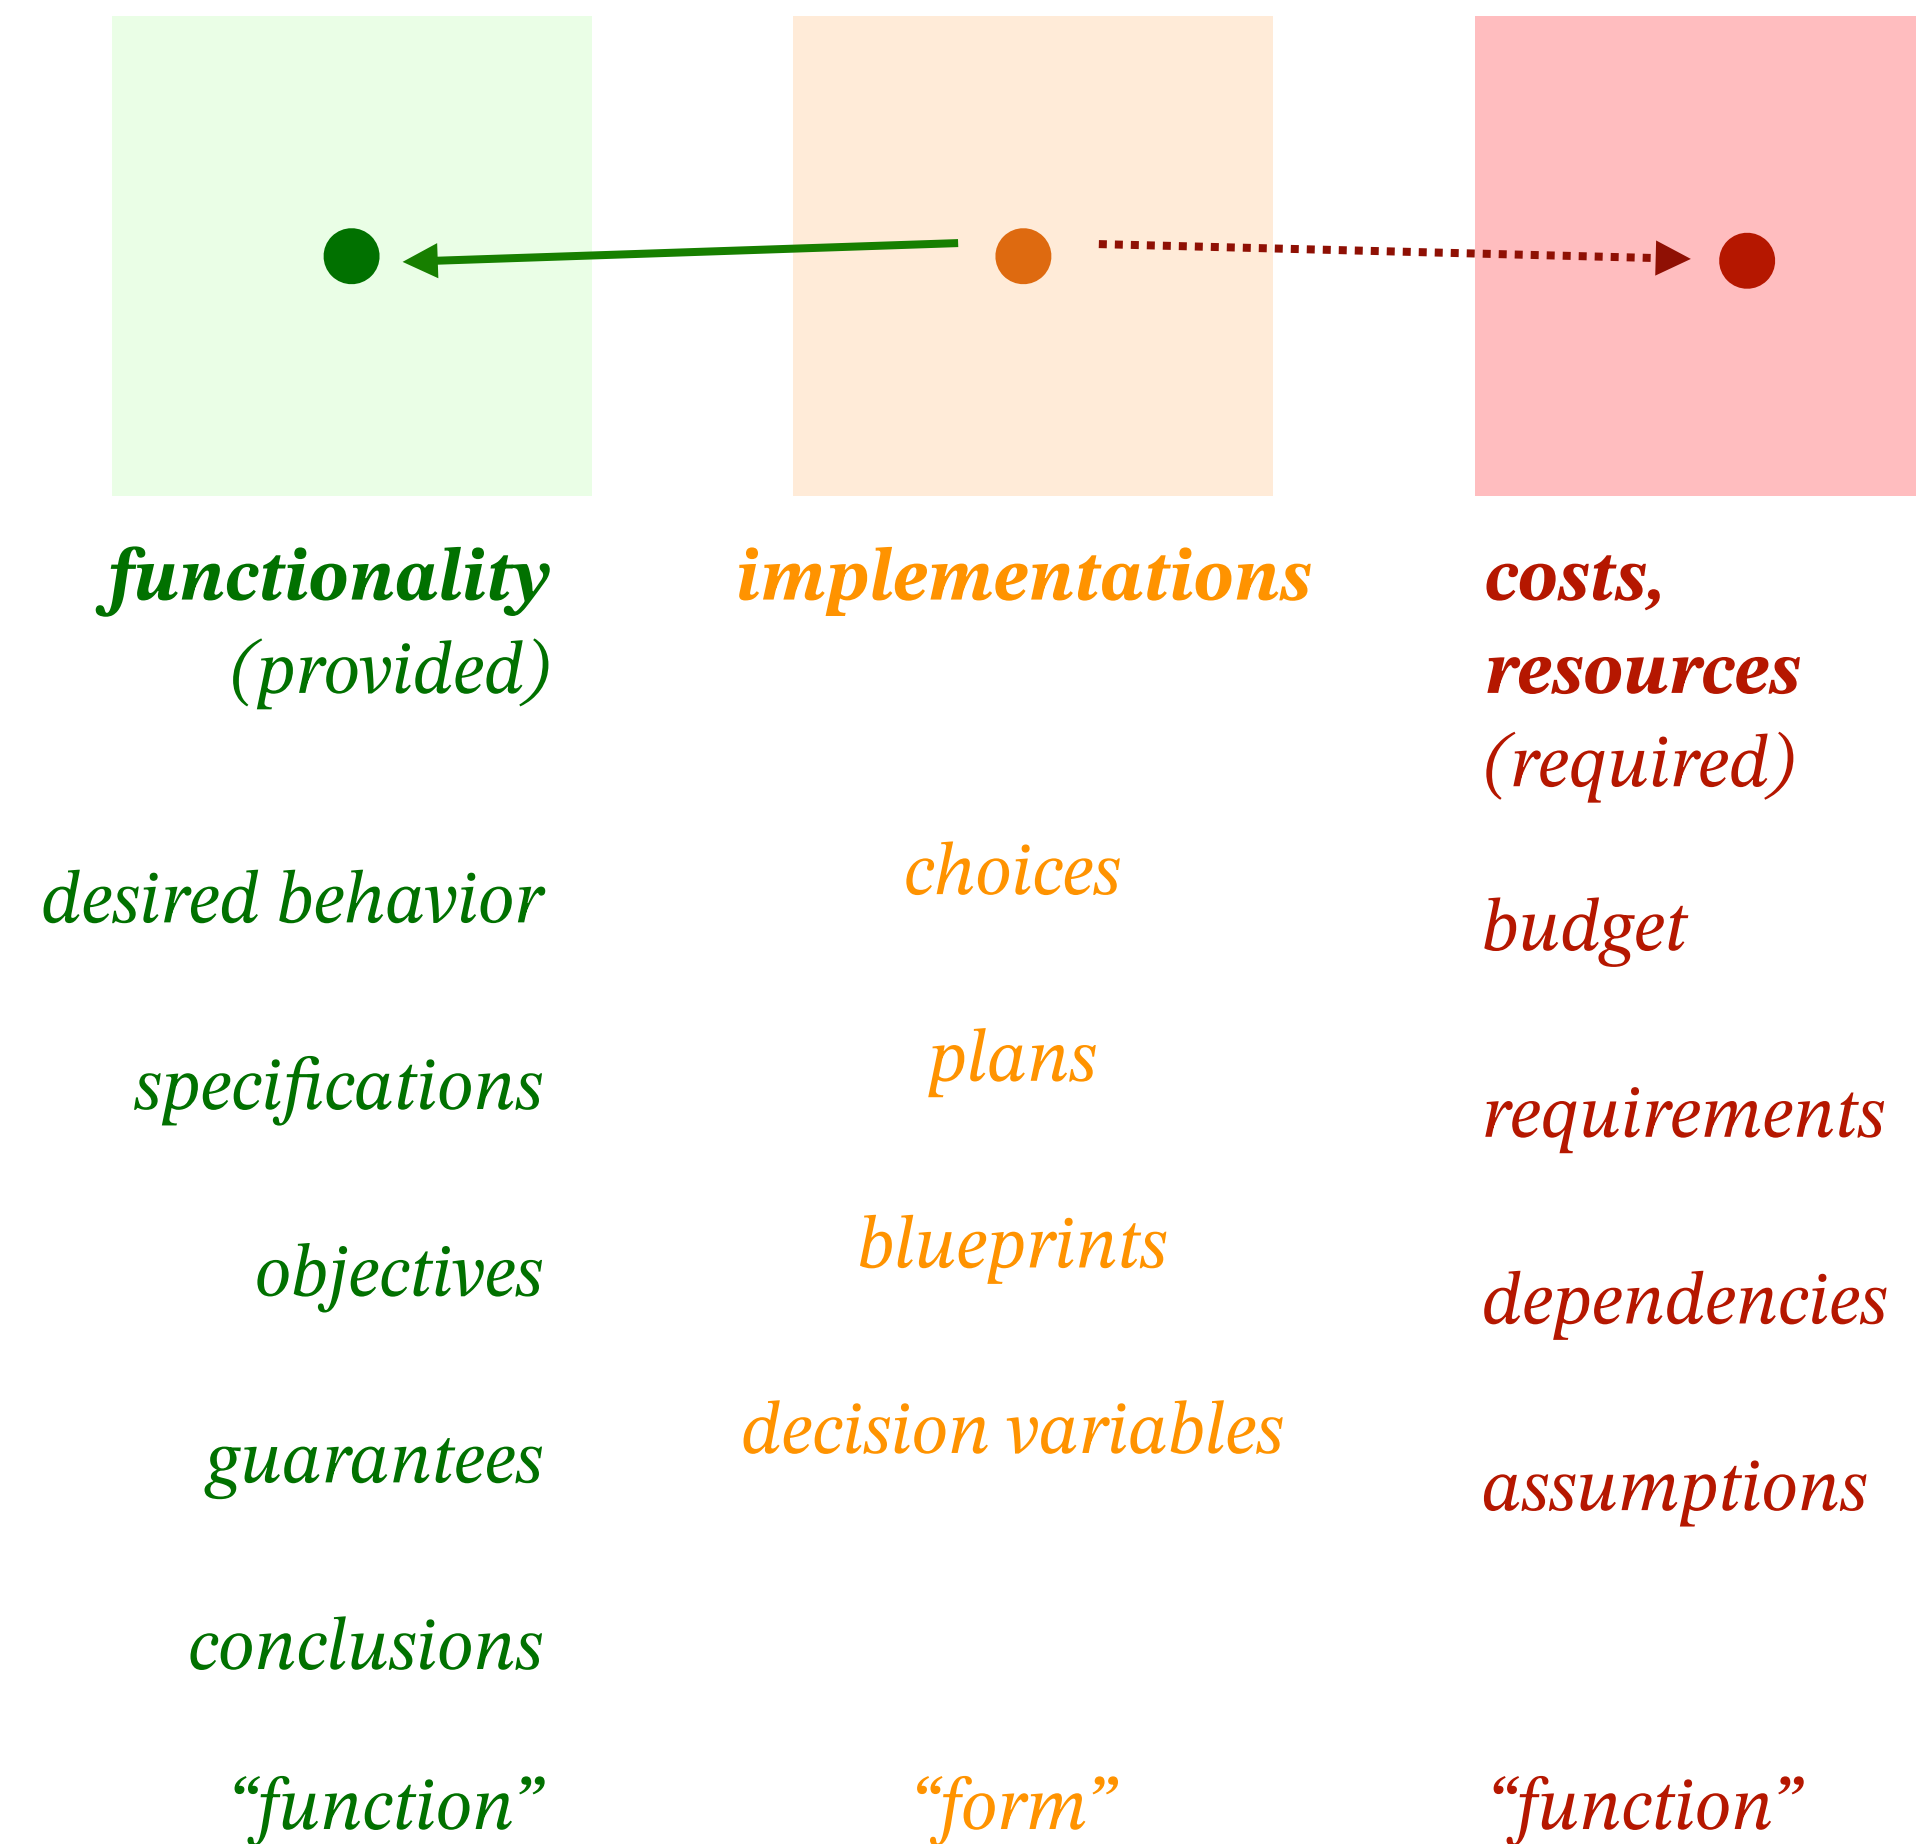 functionality
(provided)
desired behavior
specifications
objectives
guarantees
conclusions
“function”
implementations
choices
plans
blueprints
decision variables
“form”
costs,
resources
(required)
budget
requirements
dependencies
assumptions
“function”